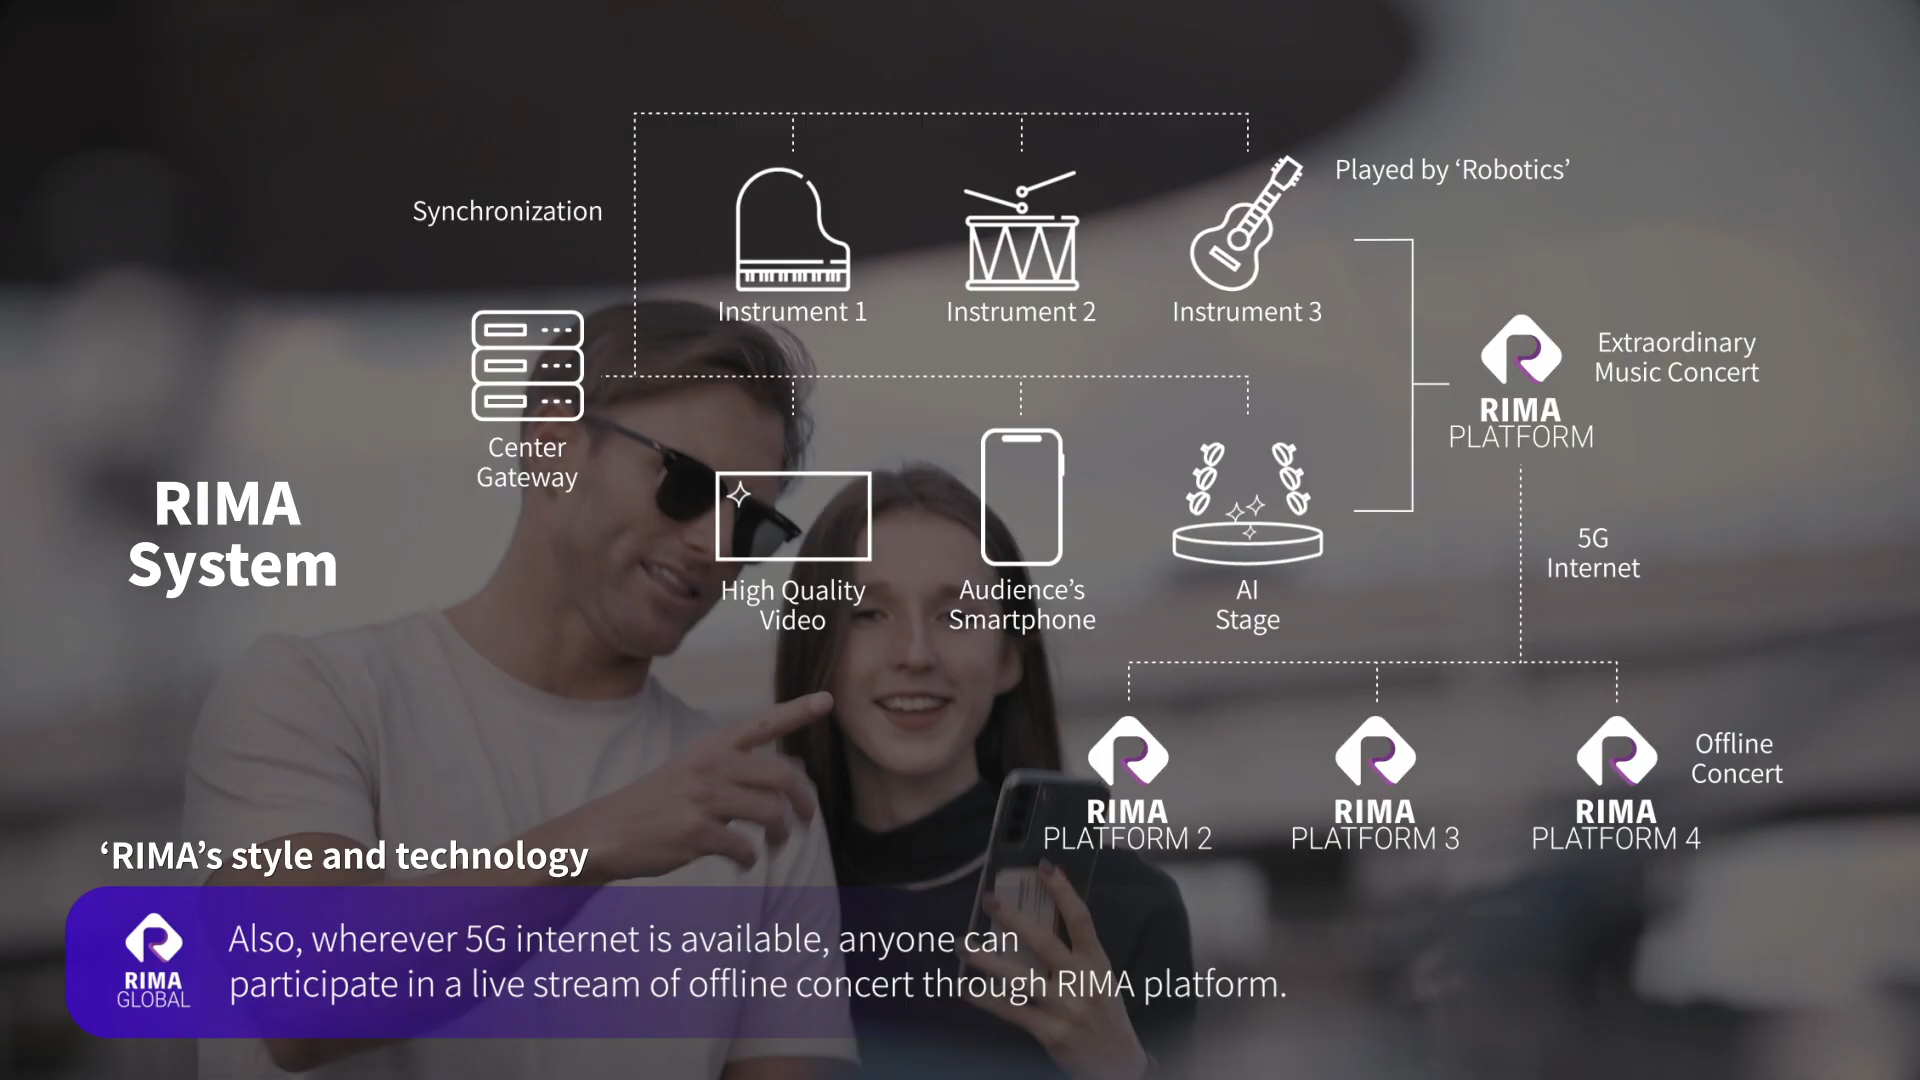 Played by ‘Robotics’
Synchronization
Instrument 1
Instrument 2
Instrument 3
Extraordinary
Music Concert
RIMA
PLATFORM
Center
Gateway
RIMA
System
High Quality
Video
Audience’s
Smartphone
AI
Stage
5G
Internet
RIMA
PLATFORM 2
RIMA
PLATFORM 3
RIMA
PLATFORM 4
Offline
Concert
‘RIMA’s style and technology
RIMA
GLOBAL
Also, wherever 5G internet is available, anyone can
participate in a live stream of offline concert through RIMA platform.